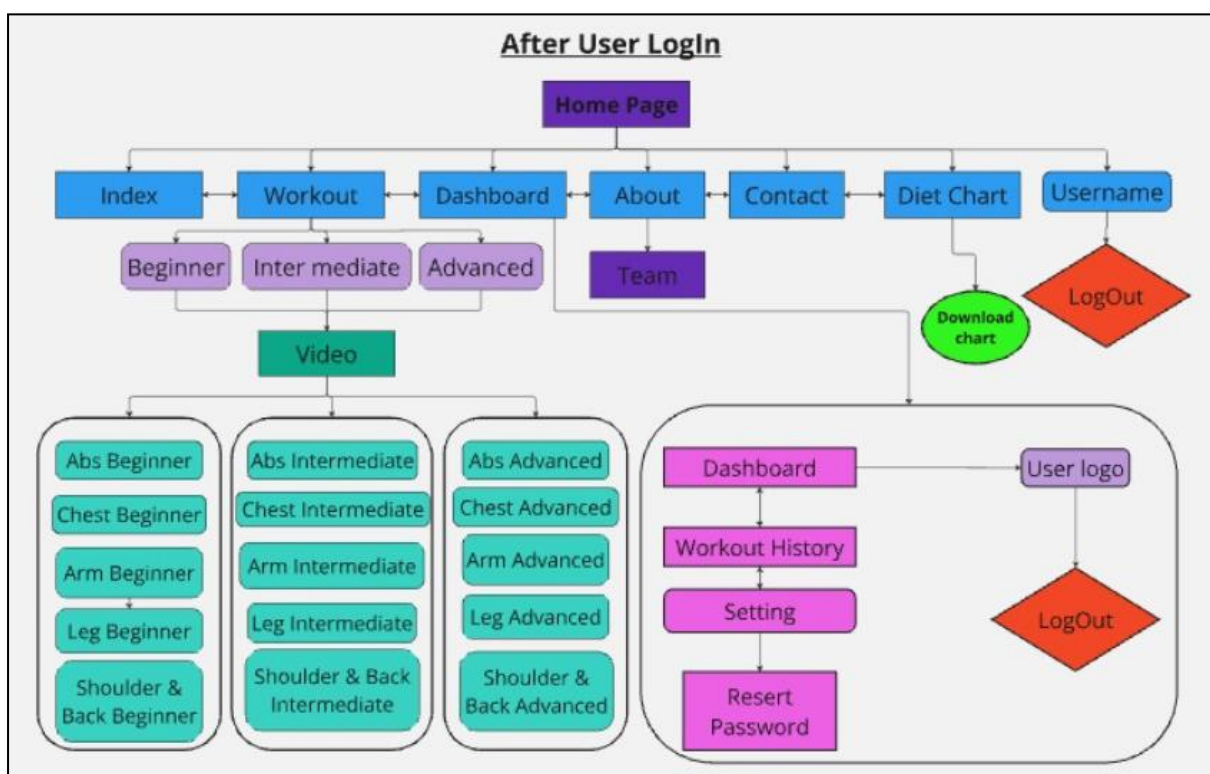 After User LogIn
Home Page
Index
Workout
Dashboard
About
Contact
Diet Chart
Username
Beginner
Inter mediate
Advanced
Team
LogOut
Download
chart
Video
Abs Beginner
Chest Beginner
Arm Beginner
Leg Beginner
Shoulder &
Back Beginner
Abs Intermediate
Chest Intermediate
Arm Intermediate
Leg Intermediate
Shoulder & Back
Intermediate
Abs Advanced
Chest Advanced
Arm Advanced
Leg Advanced
Shoulder &
Back Advanced
Dashboard
User logo
Workout History
Setting
LogOut
Resert
Password